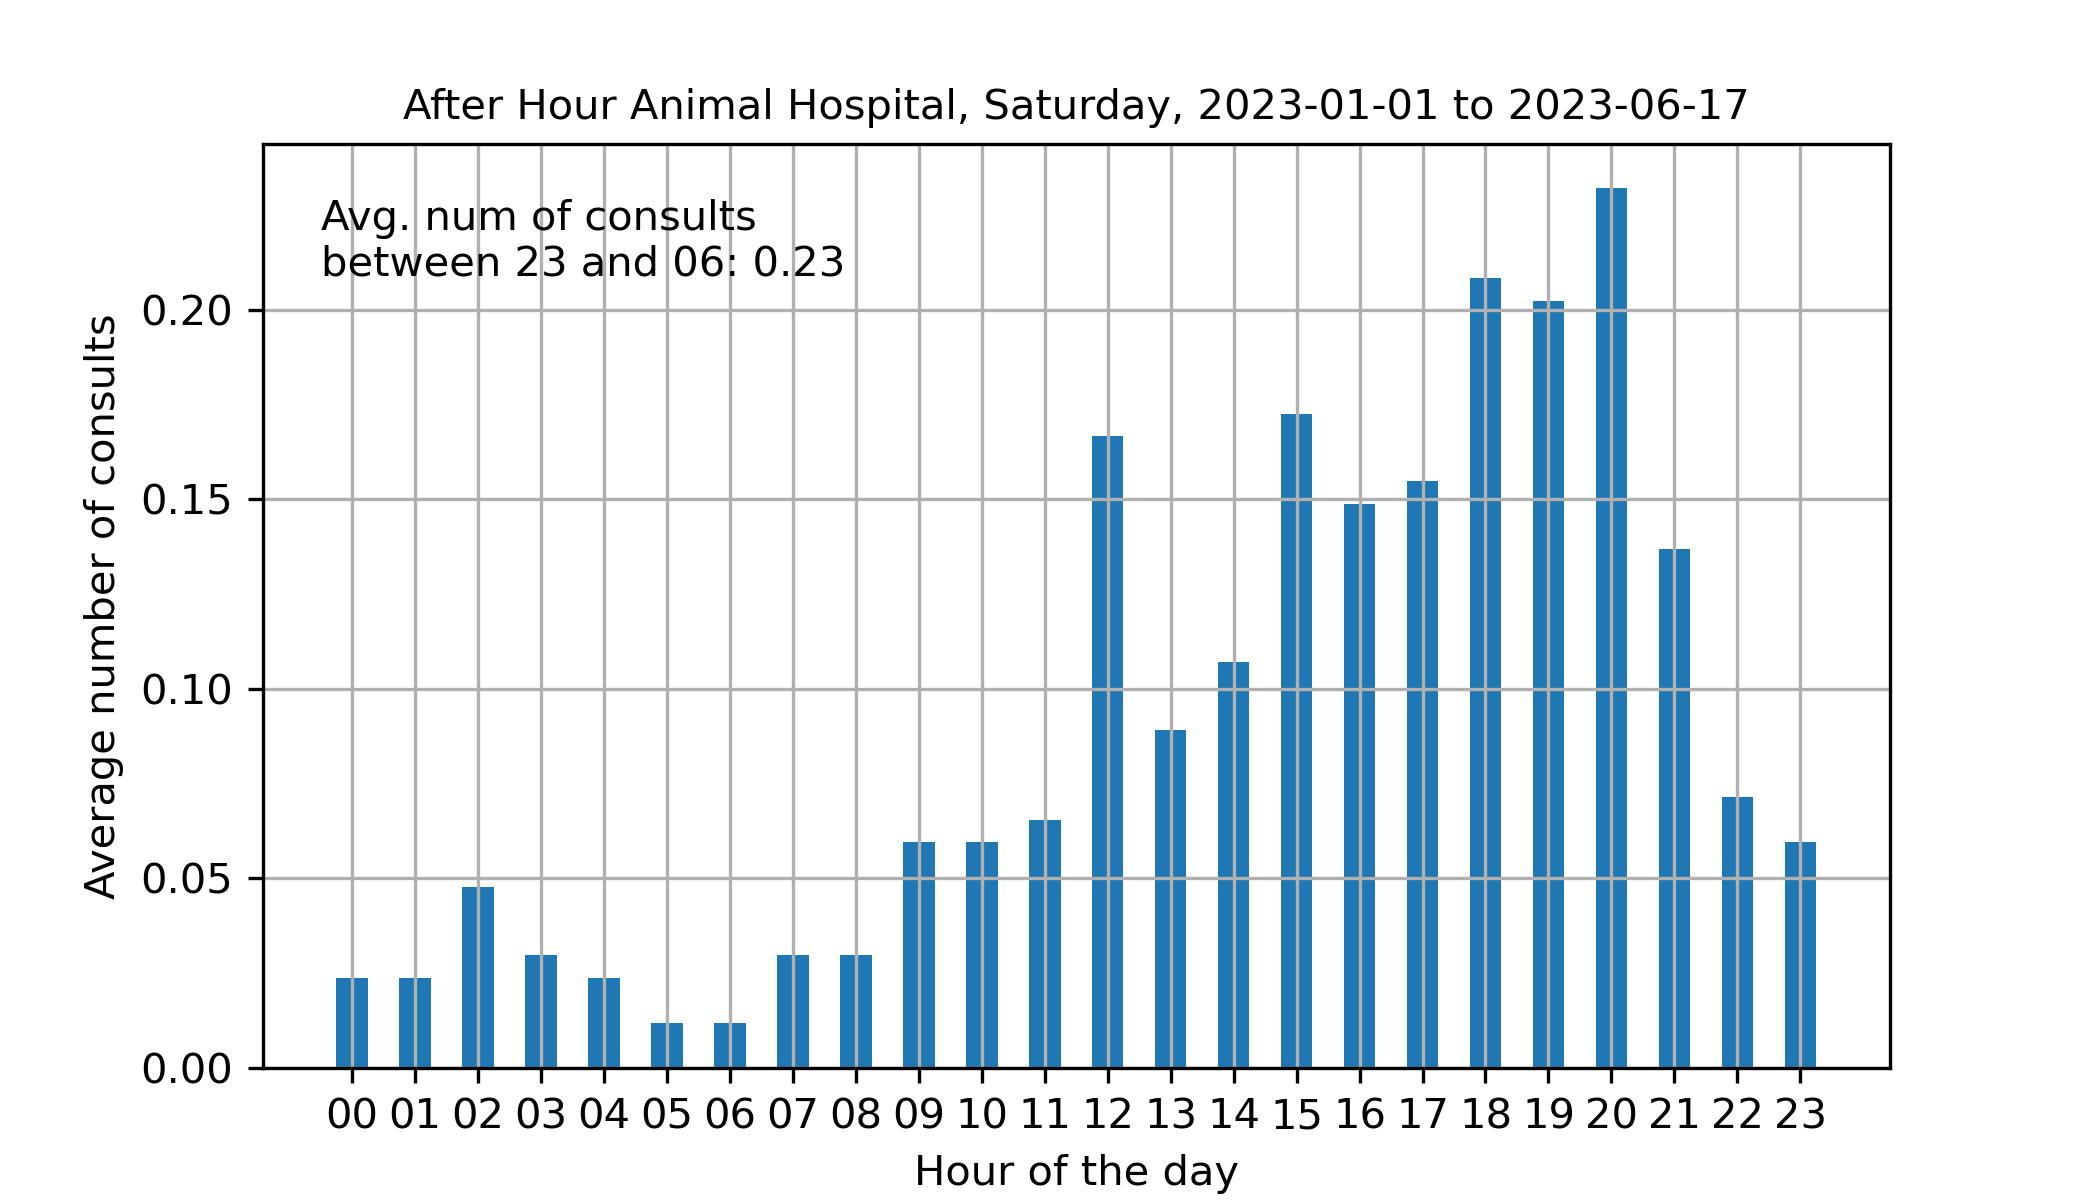 After Hour Animal Hospital, Saturday, 2023-01-01 to 2023-06-17
Avg. num of consults
between 23 and 06: 0.23
Average number of consults
0.20
0.15
0.10
0.05
0.00
00 01 02 03 04 05 06 07 08 09 10 11 12 13 14 15 16 17 18 19 20 21 22 23
Hour of the day